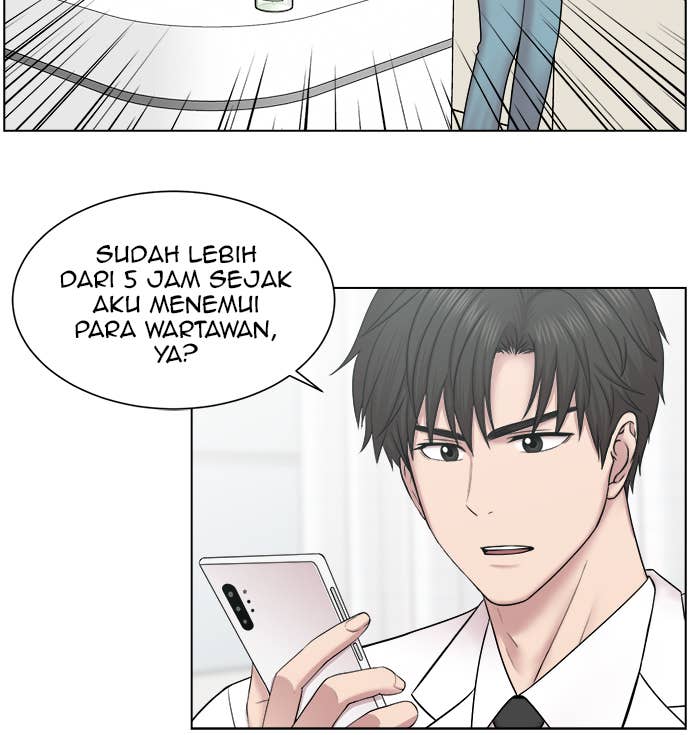 SUDAH LEBIH
DARI 5 JAM SEJAK
AKU MENEMUI
PARA WARTAWAN,
YA?